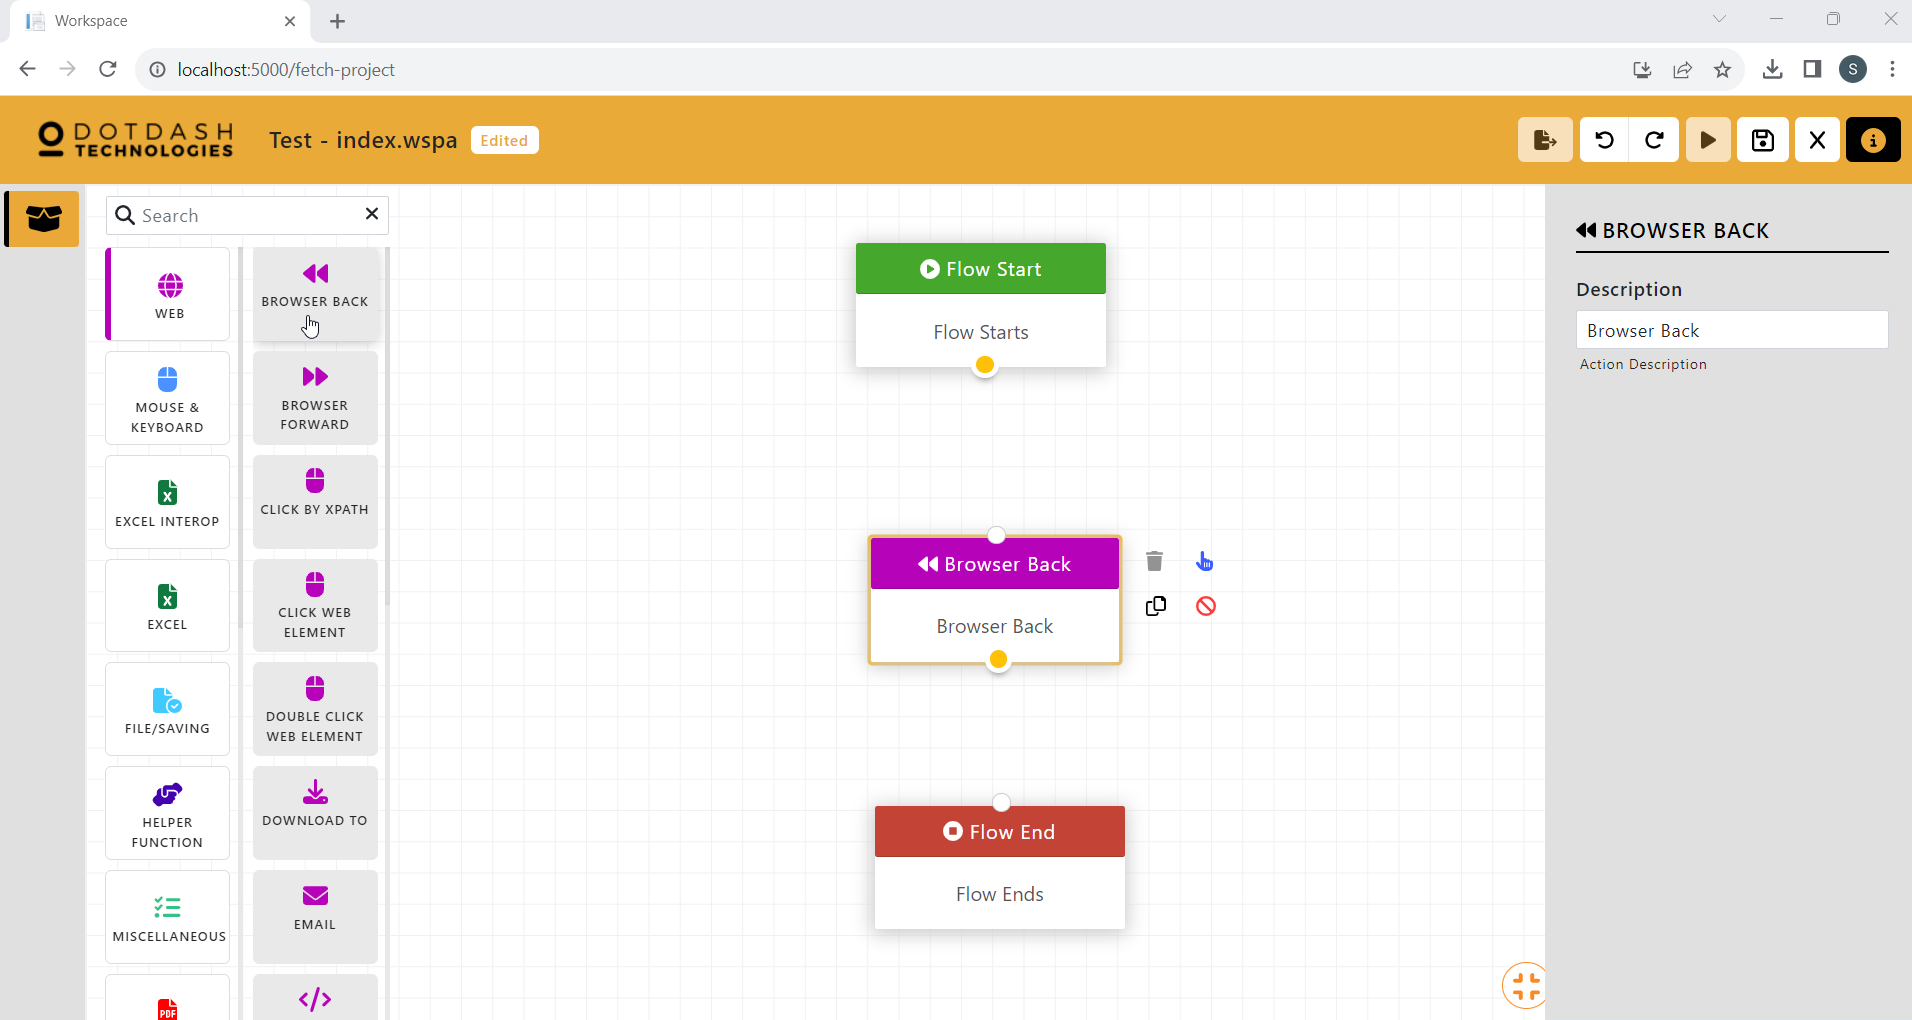 Workspace
localhost:5000/fetch-project
S
DOTDASH
TECHNOLOGIES
Test - index.wspa
Edited
Search
WEB
MOUSE &
KEYBOARD
EXCEL INTEROP
EXCEL
FILE/SAVING
HELPER
FUNCTION
MISCELLANEOUS
PDF
BROWSER BACK
BROWSER
FORWARD
CLICK BY XPATH
CLICK WEB
ELEMENT
DOUBLE CLICK
WEB ELEMENT
DOWNLOAD TO
EMAIL
Flow Start
Flow Starts
Browser Back
Browser Back
Flow End
Flow Ends
BROWSER BACK
Description
Browser Back
Action Description